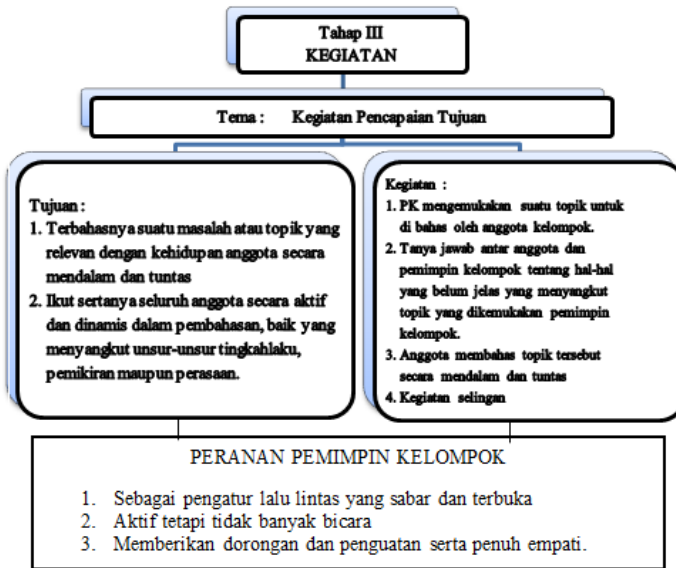 Tahap III
KEGIATAN
Tema : Kegiatan Pencapaian Tujuan
Tujuan :
1. Terbahasnya suatu masalah atau topik yang
relevan dengan kehidupan anggota secara
mendalam dan tuntas
2. Ikut sertanya seluruh anggota secara aktif
dan dinamis dalam pembahasan, baik yang
menyangkut unsur-unsur tingkahlaku,
pemikiran maupun perasaan.
Kegiatan :
1. PK mengemukakan suatu topik untuk
di bahas oleh anggota kelompok.
2. Tanya jawab antar anggota dan
pemimpin kelompok tentang hal-hal
yang belum jelas yang menyangkut
topik yang dikemukakan pemimpin
kelompok.
3. Anggota membahas topik tersebut
secara mendalam dan tuntas
4. Kegiatan selingan
PERANAN PEMIMPIN KELOMPOK
1. Sebagai pengatur lalu lintas yang sabar dan terbuka
2. Aktif tetapi tidak banyak bicara
3. Memberikan dorongan dan penguatan serta penuh empati.